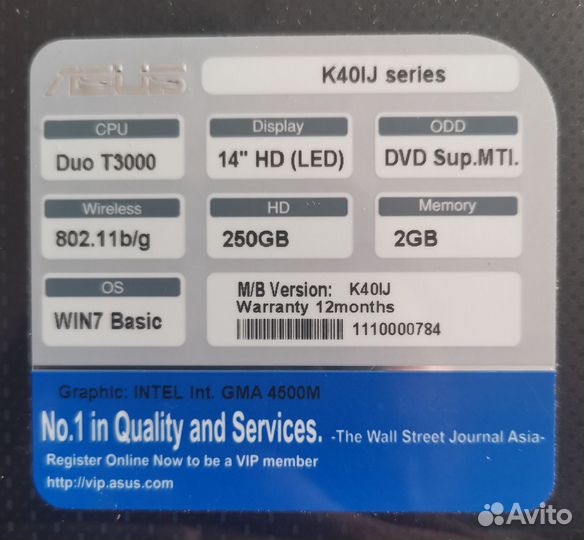 ASUS
K40IJ series
CPU
Duo T3000
Display
14" HD (LED)
ODD
DVD Sup.MTI.
Wireless
802.11b/g
HD
250GB
Memory
2GB
OS
WIN7 Basic
M/B Version: K40IJ
Warranty 12months
1110000784
Graphic: INTEL Int. GMA 4500M
No.1 in Quality and Services. -The Wall Street Journal Asia-
Register Online Now to be a VIP member
http://vip.asus.com
Avito